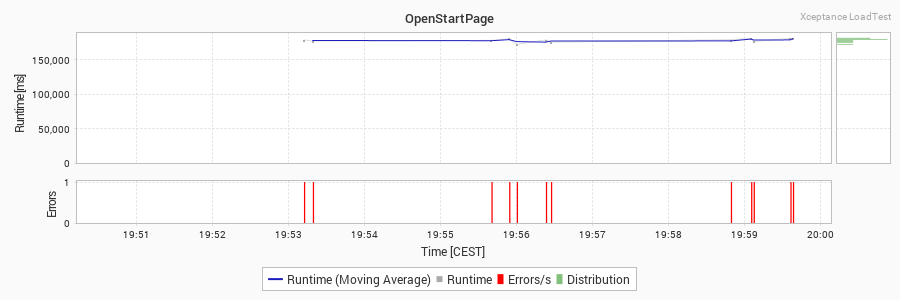 OpenStartPage
Xceptance LoadTest
Runtime [ms]
150,000
100,000
50,000
0
Errors
1
0
19:51 19:52 19:53 19:54 19:55 19:56 19:57 19:58 19:59 20:00
Time [CEST]
Runtime (Moving Average) Runtime Errors/s Distribution